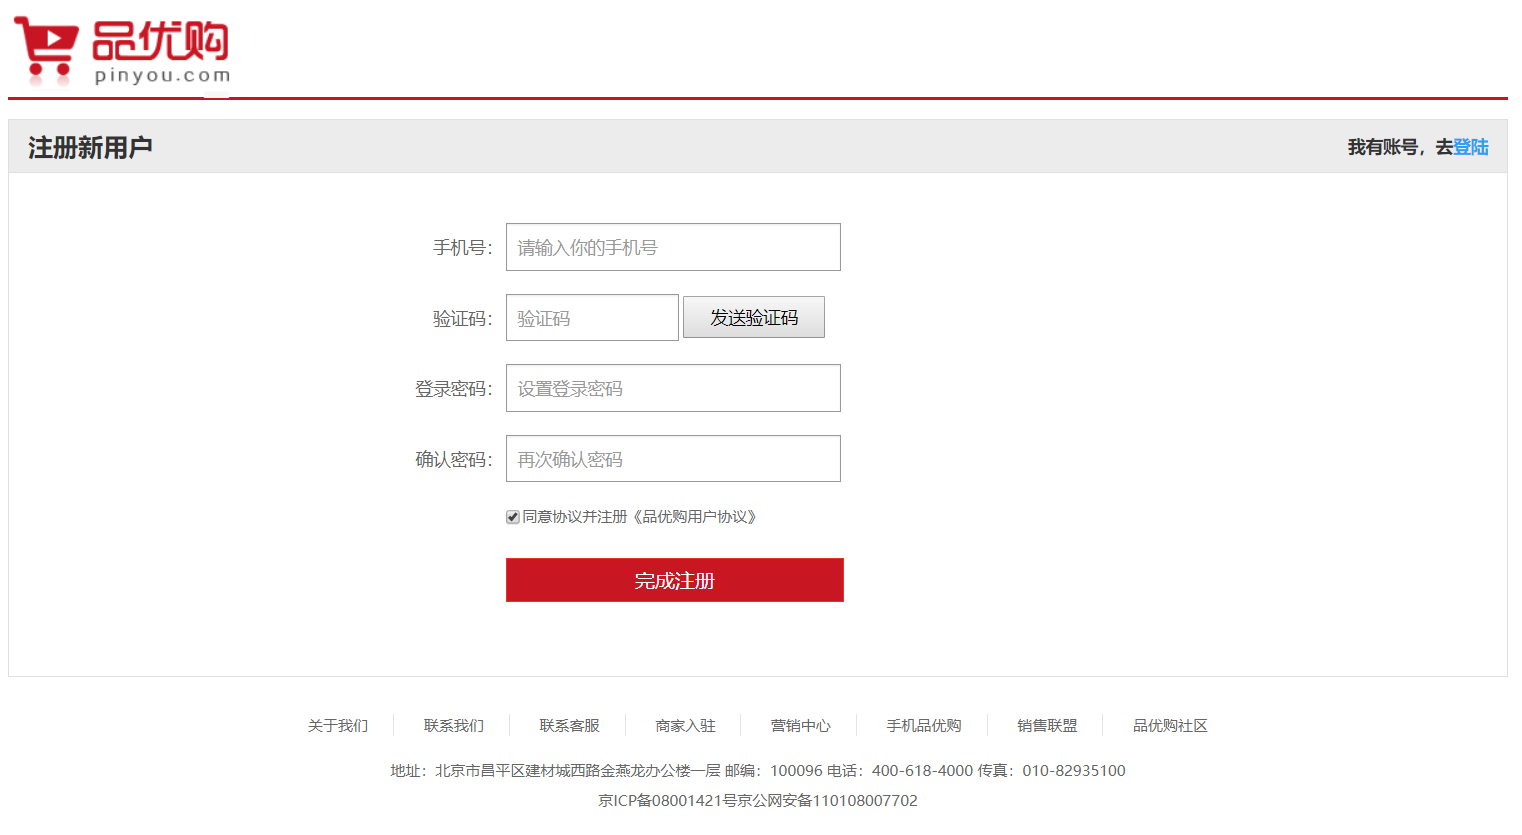 品优购
pinyou.com
注册新用户
我有账号，去登陆
手机号：
请输入你的手机号
验证码：
验证码
发送验证码
登录密码：
设置登录密码
确认密码：
再次确认密码
同意协议并注册《品优购用户协议》
完成注册
关于我们 联系我们 联系客服 商家入驻 营销中心 手机品优购 销售联盟 品优购社区
地址：北京市昌平区建材城西路金燕龙办公楼一层 邮编：100096 电话：400-618-4000 传真：010-82935100
京ICP备08001421号京公网安备110108007702